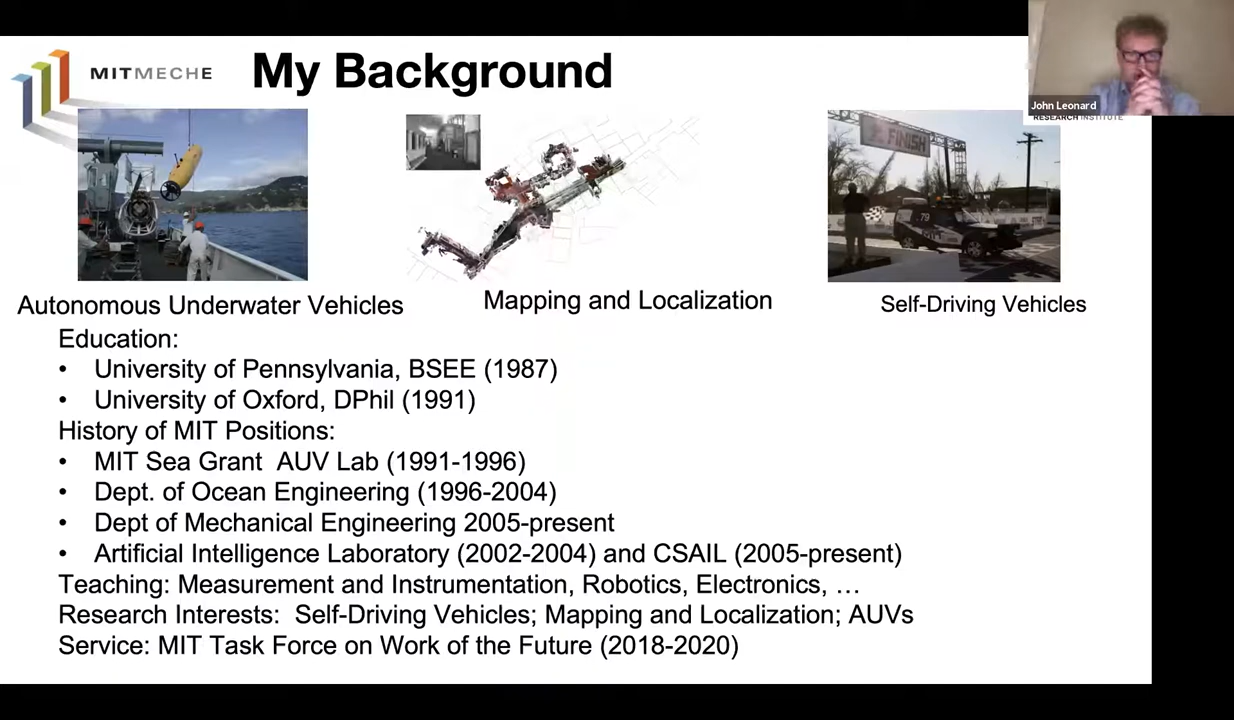 MITMECHE
My Background
John Leonard
RESEARCH INSTITUTE
FINISH
79
Autonomous Underwater Vehicles
Mapping and Localization
Self-Driving Vehicles
Education:
• University of Pennsylvania, BSEE (1987)
• University of Oxford, DPhil (1991)
History of MIT Positions:
• MIT Sea Grant AUV Lab (1991-1996)
• Dept. of Ocean Engineering (1996-2004)
• Dept of Mechanical Engineering 2005-present
• Artificial Intelligence Laboratory (2002-2004) and CSAIL (2005-present)
Teaching: Measurement and Instrumentation, Robotics, Electronics, …
Research Interests: Self-Driving Vehicles; Mapping and Localization; AUVs
Service: MIT Task Force on Work of the Future (2018-2020)